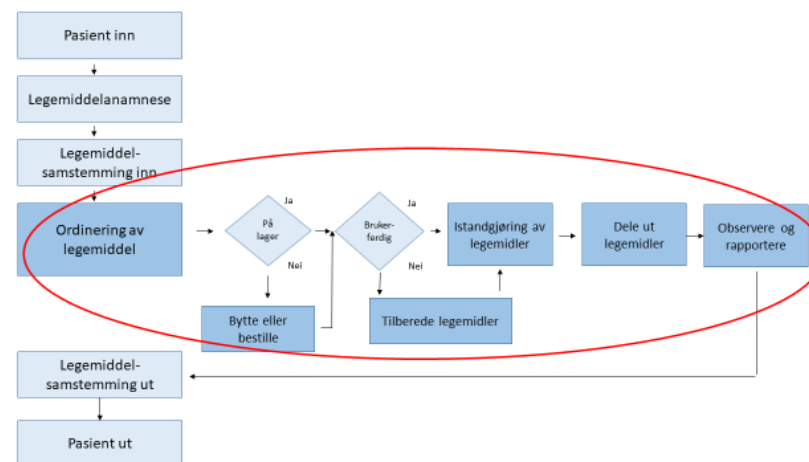 Pasient inn
Legemiddelanamnese
Legemiddel-
samstemming inn
Ordinering av
legemiddel
På
lager
Ja
Nei
Bytte eller
bestille
Bruker-
ferdig
Ja
Nei
Tilberede legemidler
Istandgjøring av
legemidler
Dele ut
legemidler
Observere og
rapportere
Legemiddel-
samstemming ut
Pasient ut